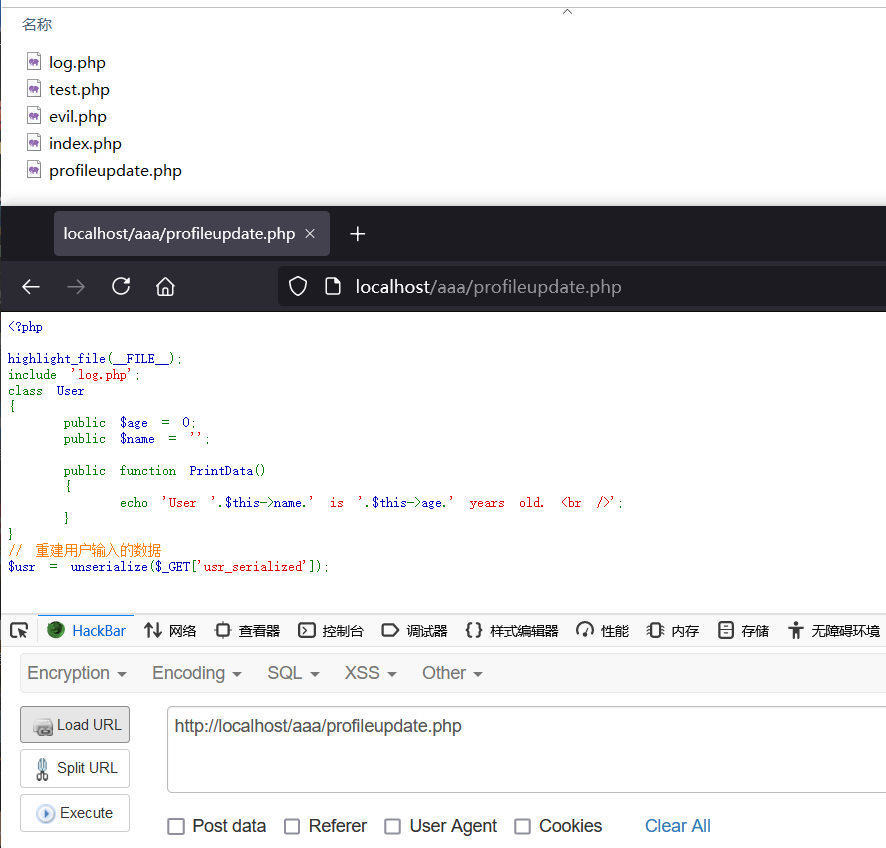 名称
log.php
test.php
evil.php
index.php
profileupdate.php
localhost/aaa/profileupdate.php
localhost/aaa/profileupdate.php
<?php
highlight_file(__FILE__);
include 'log.php';
class User
{
public $age = 0;
public $name = '';
public function PrintData()
{
echo 'User '.$this->name.' is '.$this->age.' years old. <br />';
}
}
// 重建用户输入的数据
$usr = unserialize($_GET['usr_serialized']);
HackBar 网络 查看器 控制台 调试器 {} 样式编辑器 性能 内存 存储 无障碍环境
Encryption Encoding SQL XSS Other
Load URL http://localhost/aaa/profileupdate.php
Split URL
Execute
Post data Referer User Agent Cookies Clear All